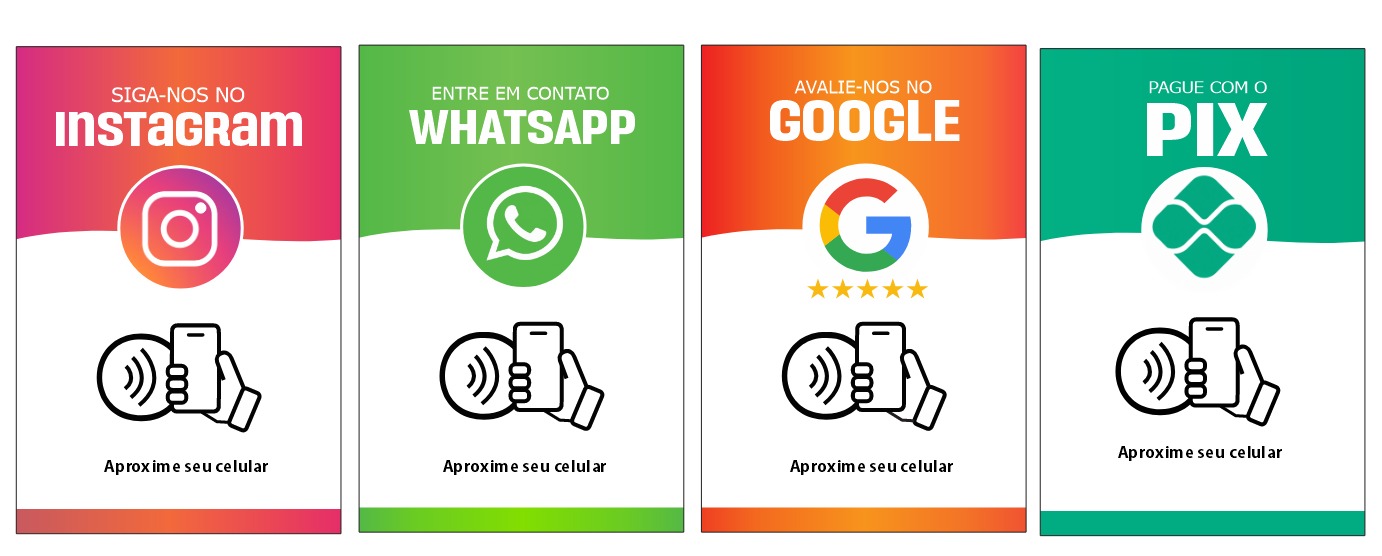 SIGA-NOS NO
INSTAGRAM
Aproxime seu celular
ENTRE EM CONTATO
WHATSAPP
Aproxime seu celular
AVALIE-NOS NO
GOOGLE
Aproxime seu celular
PAGUE COM O
PIX
Aproxime seu celular